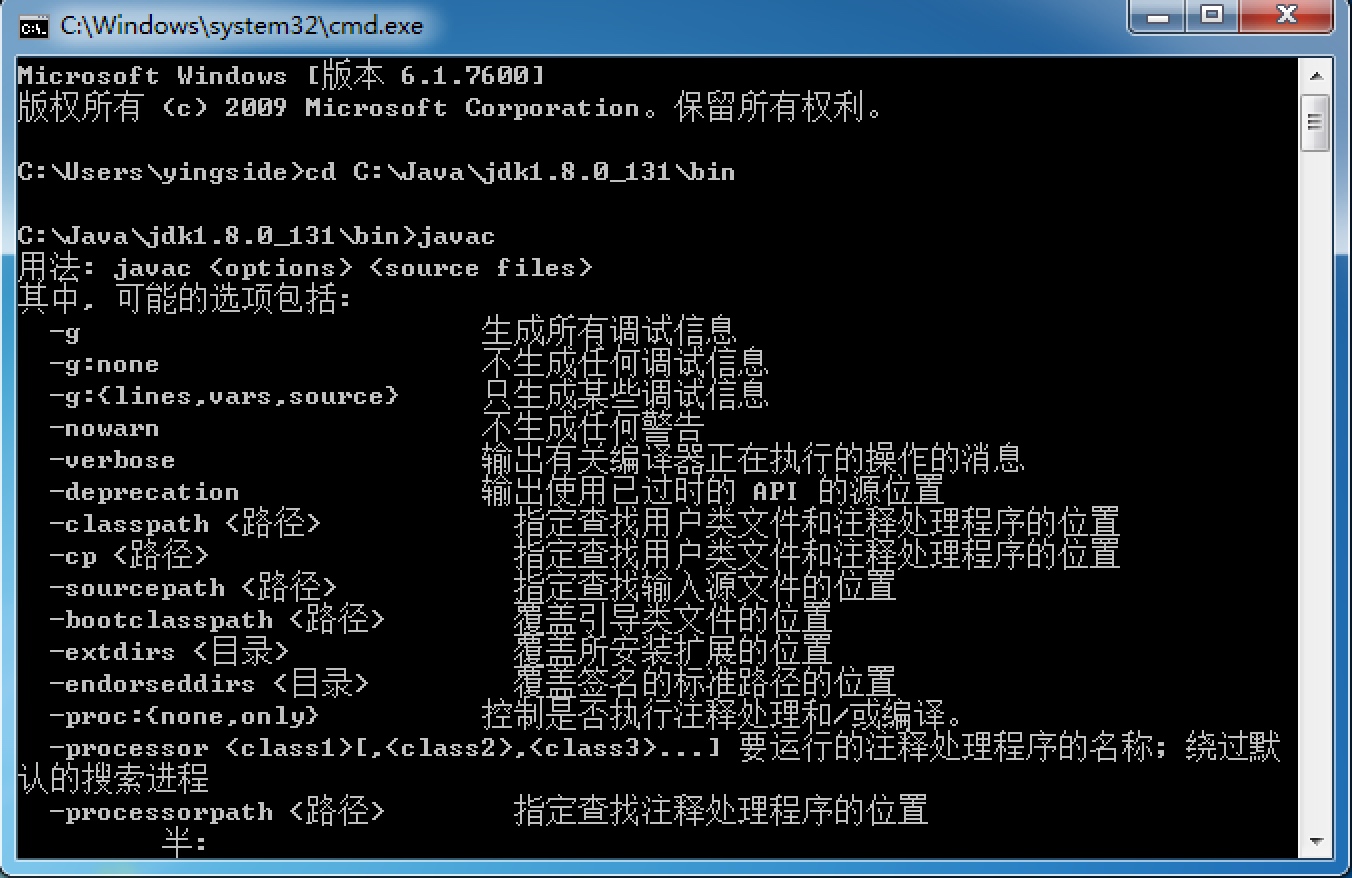 C:\Windows\system32\cmd.exe
Microsoft Windows [版本 6.1.7600]
版权所有 (c) 2009 Microsoft Corporation。保留所有权利。
C:\Users\yingside>cd C:\Java\jdk1.8.0_131\bin
C:\Java\jdk1.8.0_131\bin>javac
用法: javac <options> <source files>
其中, 可能的选项包括:
-g 生成所有调试信息
-g:none 不生成任何调试信息
-g:{lines,vars,source} 只生成某些调试信息
-nowarn 不生成任何警告
-verbose 输出有关编译器正在执行的操作的消息
-deprecation 输出使用已过时的 API 的源位置
-classpath <路径> 指定查找用户类文件和注释处理程序的位置
-cp <路径> 指定查找用户类文件和注释处理程序的位置
-sourcepath <路径> 指定查找输入源文件的位置
-bootclasspath <路径> 覆盖引导类文件的位置
-extdirs <目录> 覆盖所安装扩展的位置
-endorseddirs <目录> 覆盖签名的标准路径的位置
-proc:{none,only} 控制是否执行注释处理和/或编译。
-processor <class1>[,<class2>,<class3>...] 要运行的注释处理程序的名称; 绕过默
认的搜索进程
-processorpath <路径> 指定查找注释处理程序的位置
半: